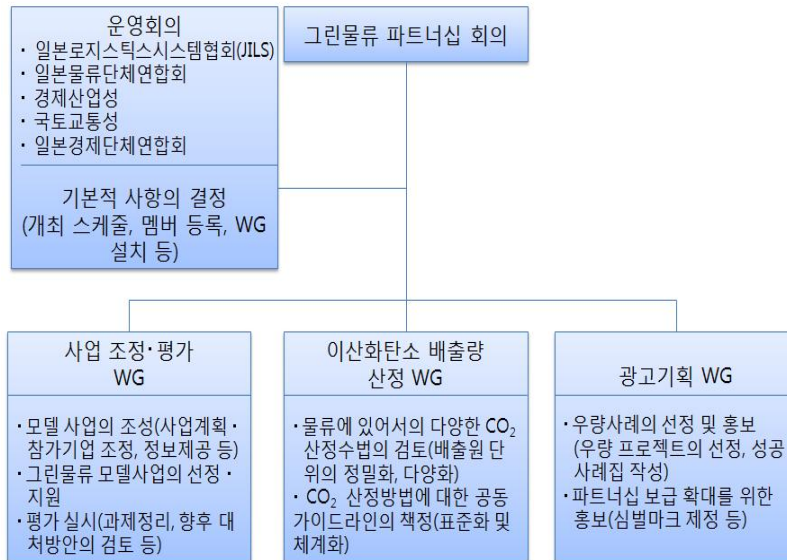 운영회의
· 일본로지스틱스시스템협회(JILS)
· 일본물류단체연합회
· 경제산업성
· 국토교통성
· 일본경제단체연합회
기본적 사항의 결정
(개최 스케줄, 멤버 등록, WG
설치 등)
그린물류 파트너십 회의
사업 조정·평가
WG
· 모델 사업의 조성(사업계획·
참가기업 조정, 정보제공 등)
· 그린물류 모델사업의 선정·
지원
· 평가 실시(과제정리, 향후 대
처방안의 검토 등)
이산화탄소 배출량
산정 WG
· 물류에 있어서의 다양한 CO₂
산정수법의 검토(배출원 단
위의 정밀화, 다양화)
· CO₂ 산정방법에 대한 공동
가이드라인의 책정(표준화 및
체계화)
광고기획 WG
· 우량사례의 선정 및 홍보
(우량 프로젝트의 선정, 성공
사례집 작성)
· 파트너십 보급 확대를 위한
홍보(심벌마크 제정 등)